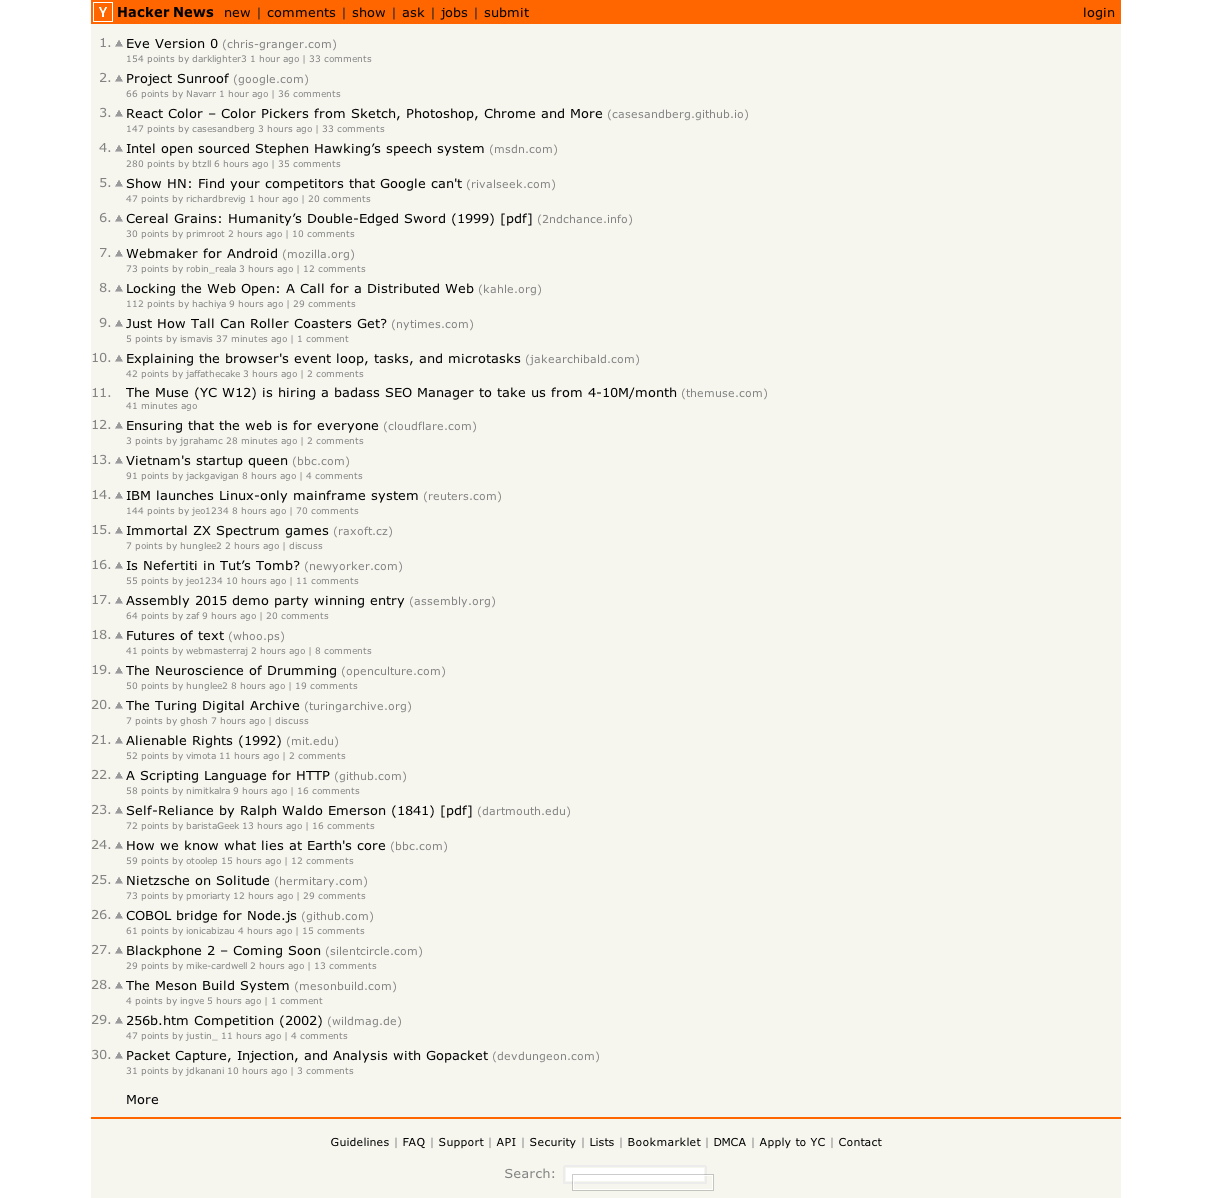 Y Hacker News new | comments | show | ask | jobs | submit login
1. Eve Version 0 (chris-granger.com)
154 points by darklighter3 1 hour ago | 33 comments
2. Project Sunroof (google.com)
66 points by Navarr 1 hour ago | 36 comments
3. React Color – Color Pickers from Sketch, Photoshop, Chrome and More (casesandberg.github.io)
147 points by casesandberg 3 hours ago | 33 comments
4. Intel open sourced Stephen Hawking’s speech system (msdn.com)
280 points by btzll 6 hours ago | 35 comments
5. Show HN: Find your competitors that Google can't (rivalseek.com)
47 points by richardbrevig 1 hour ago | 20 comments
6. Cereal Grains: Humanity’s Double-Edged Sword (1999) [pdf] (2ndchance.info)
30 points by primroot 2 hours ago | 10 comments
7. Webmaker for Android (mozilla.org)
73 points by robin_reala 3 hours ago | 12 comments
8. Locking the Web Open: A Call for a Distributed Web (kahle.org)
112 points by hachiya 9 hours ago | 29 comments
9. Just How Tall Can Roller Coasters Get? (nytimes.com)
5 points by ismavis 37 minutes ago | 1 comment
10. Explaining the browser's event loop, tasks, and microtasks (jakearchibald.com)
42 points by jaffathecake 3 hours ago | 2 comments
11. The Muse (YC W12) is hiring a badass SEO Manager to take us from 4-10M/month (themuse.com)
41 minutes ago
12. Ensuring that the web is for everyone (cloudflare.com)
3 points by jgrahamc 28 minutes ago | 2 comments
13. Vietnam's startup queen (bbc.com)
91 points by jackgavigan 8 hours ago | 4 comments
14. IBM launches Linux-only mainframe system (reuters.com)
144 points by jeo1234 8 hours ago | 70 comments
15. Immortal ZX Spectrum games (raxoft.cz)
7 points by hunglee2 2 hours ago | discuss
16. Is Nefertiti in Tut’s Tomb? (newyorker.com)
55 points by jeo1234 10 hours ago | 11 comments
17. Assembly 2015 demo party winning entry (assembly.org)
64 points by zaf 9 hours ago | 20 comments
18. Futures of text (whoo.ps)
41 points by webmasterraj 2 hours ago | 8 comments
19. The Neuroscience of Drumming (openculture.com)
50 points by hunglee2 8 hours ago | 19 comments
20. The Turing Digital Archive (turingarchive.org)
7 points by ghosh 7 hours ago | discuss
21. Alienable Rights (1992) (mit.edu)
52 points by vimota 11 hours ago | 2 comments
22. A Scripting Language for HTTP (github.com)
58 points by nimitkalra 9 hours ago | 16 comments
23. Self-Reliance by Ralph Waldo Emerson (1841) [pdf] (dartmouth.edu)
72 points by baristaGeek 13 hours ago | 16 comments
24. How we know what lies at Earth's core (bbc.com)
59 points by otoolep 15 hours ago | 12 comments
25. Nietzsche on Solitude (hermitary.com)
73 points by pmoriarty 12 hours ago | 29 comments
26. COBOL bridge for Node.js (github.com)
61 points by ionicabizau 4 hours ago | 15 comments
27. Blackphone 2 – Coming Soon (silentcircle.com)
29 points by mike-cardwell 2 hours ago | 13 comments
28. The Meson Build System (mesonbuild.com)
4 points by ingve 5 hours ago | 1 comment
29. 256b.htm Competition (2002) (wildmag.de)
47 points by justin_ 11 hours ago | 4 comments
30. Packet Capture, Injection, and Analysis with Gopacket (devdungeon.com)
31 points by jdkanani 10 hours ago | 3 comments
More
Guidelines | FAQ | Support | API | Security | Lists | Bookmarklet | DMCA | Apply to YC | Contact
Search: